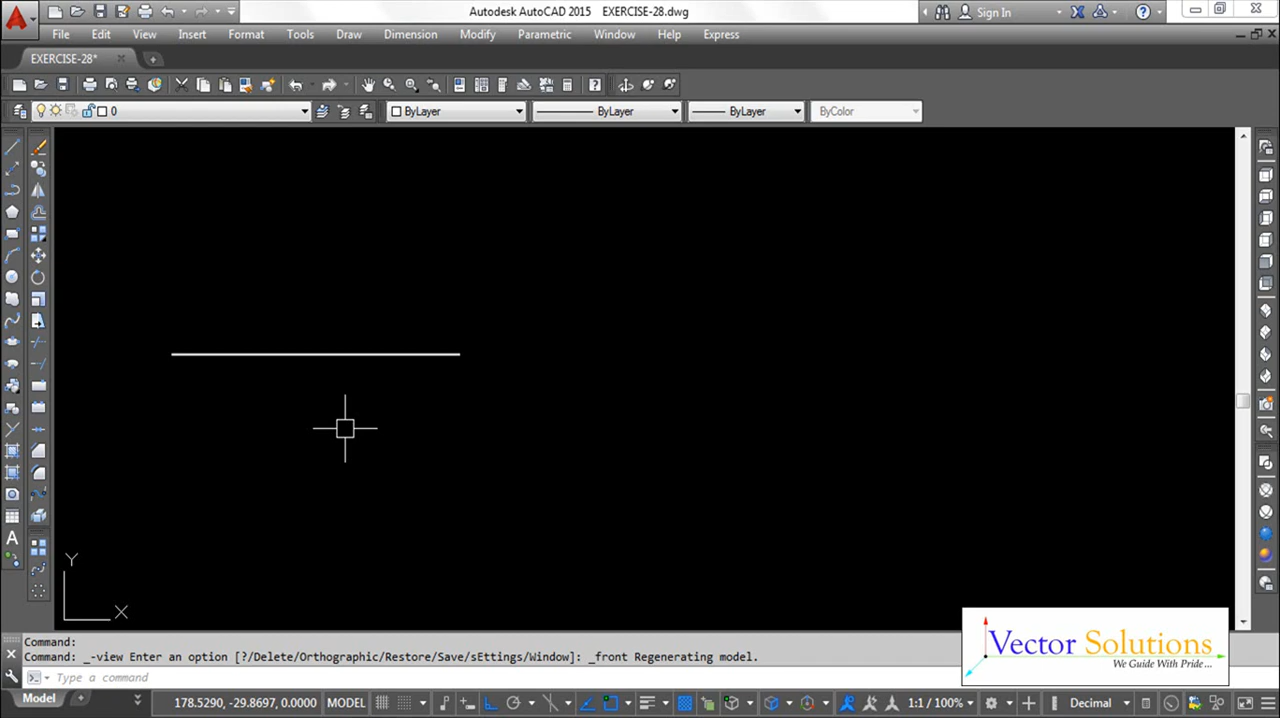 Autodesk AutoCAD 2015 EXERCISE-28.dwg
Sign In
File Edit View Insert Format Tools Draw Dimension Modify Parametric Window Help Express
EXERCISE-28*
0
ByLayer
ByLayer
ByLayer
ByColor
Y
X
Command:
Command: _-view Enter an option [?/Delete/Orthographic/Restore/Save/sEttings/Window]: _front Regenerating model.
Type a command
Vector Solutions
We Guide With Pride...
Model
178.5290, -29.8697, 0.0000
MODEL
1:1 / 100%
Decimal